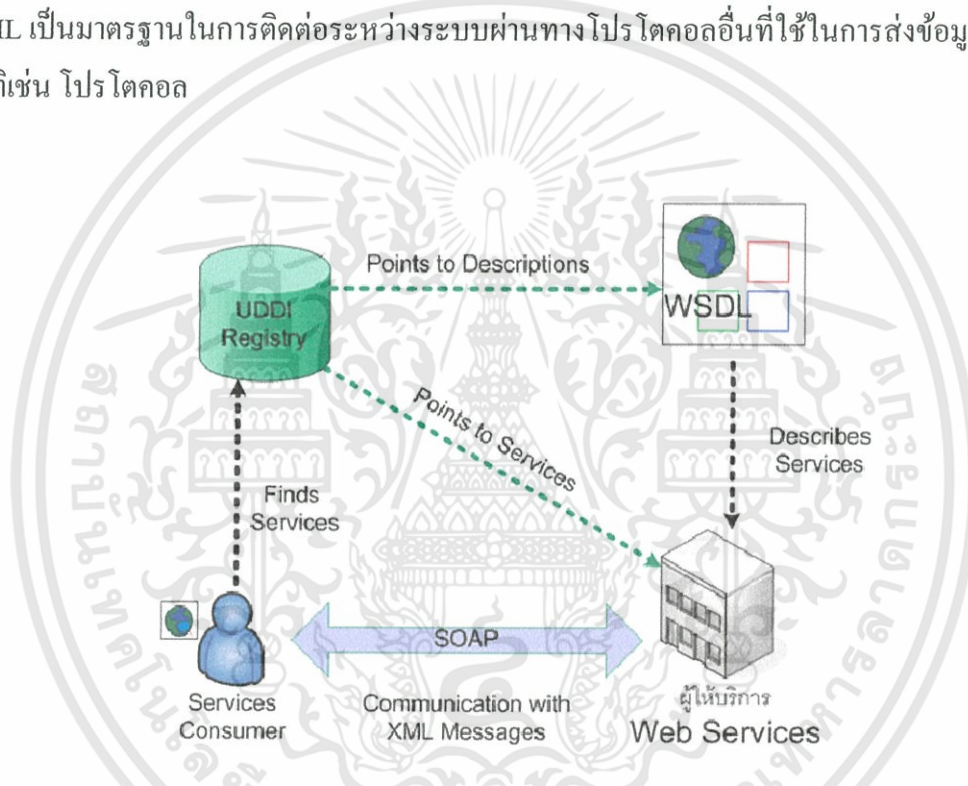 IL เป็นมาตรฐานในการติดต่อระหว่างระบบผ่านทางโปรโตคอลอื่นที่ใช้ในการส่งข้อมู
เช่น โปรโตคอล
Points to Descriptions
UDDI
Registry
WSDL
Points to Services
Describes
Services
Finds
Services
SOAP
Services
Consumer
Communication with
XML Messages
ผู้ให้บริการ
Web Services